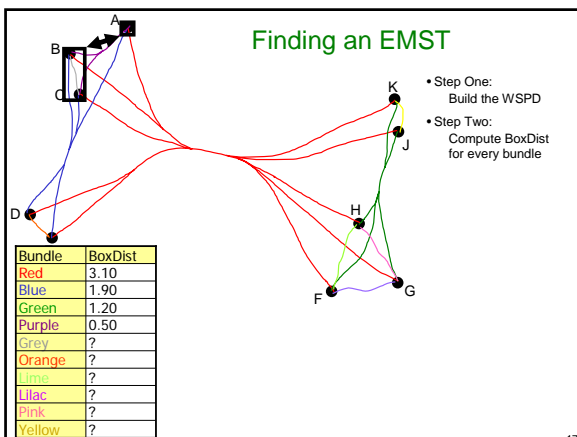 Finding an EMST
A
B
C
D
K
J
H
F
G
• Step One:
Build the WSPD
• Step Two:
Compute BoxDist
for every bundle
Bundle BoxDist
Red 3.10
Blue 1.90
Green 1.20
Purple 0.50
Grey ?
Orange ?
Lime ?
Lilac ?
Pink ?
Yellow ?